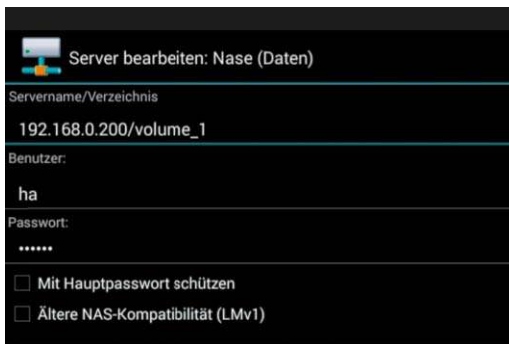 Server bearbeiten: Nase (Daten)
Servername/Verzeichnis
192.168.0.200/volume_1
Benutzer:
ha
Passwort:
••••••
Mit Hauptpasswort schützen
Ältere NAS-Kompatibilität (LMv1)